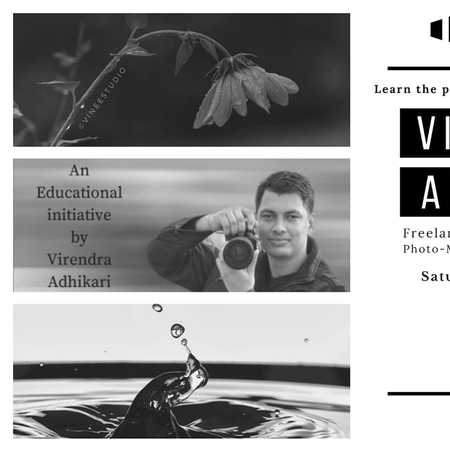 ©VINEESTUDIO
An
Educational
initiative
by
Virendra
Adhikari
Learn the p
VI
A
Freelan
Photo-M
Satu